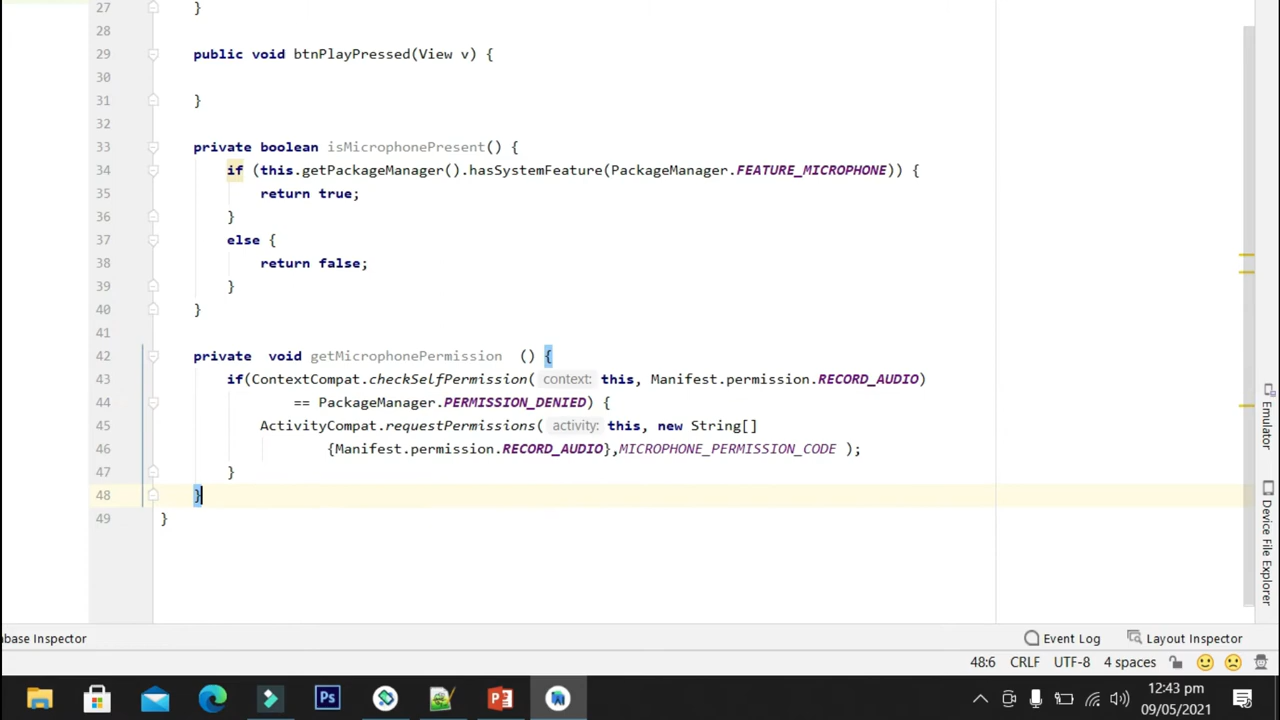 27 }
28
29 public void btnPlayPressed(View v) {
30
31 }
32
33 private boolean isMicrophonePresent() {
34 if (this.getPackageManager().hasSystemFeature(PackageManager.FEATURE_MICROPHONE)) {
35 return true;
36 }
37 else {
38 return false;
39 }
40 }
41
42 private  void getMicrophonePermission  () {
43 if(ContextCompat.checkSelfPermission( context: this, Manifest.permission.RECORD_AUDIO)
44 == PackageManager.PERMISSION_DENIED) {
45 ActivityCompat.requestPermissions( activity: this, new String[]
46 {Manifest.permission.RECORD_AUDIO},MICROPHONE_PERMISSION_CODE );
47 }
48 }
49 }
Emulator
Device File Explorer
base Inspector
Event Log
Layout Inspector
48:6 CRLF UTF-8 4 spaces
Ps
12:43 pm
09/05/2021